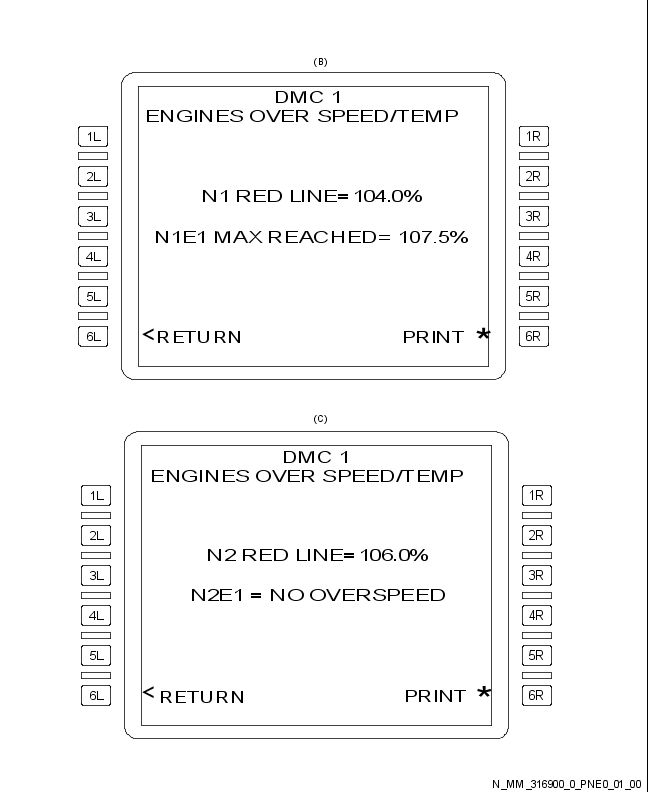 (B)
DMC 1
ENGINES OVER SPEED/TEMP
1L 1R
2L 2R
N1 RED LINE= 104.0%
3L 3R
N1E1 MAX REACHED= 107.5%
4L 4R
5L 5R
6L <RETURN PRINT * 6R
(C)
DMC 1
ENGINES OVER SPEED/TEMP
1L 1R
2L 2R
N2 RED LINE= 106.0%
3L 3R
N2E1 = NO OVERSPEED
4L 4R
5L 5R
6L < RETURN PRINT * 6R
N_MM_316900_0_PNE0_01_00